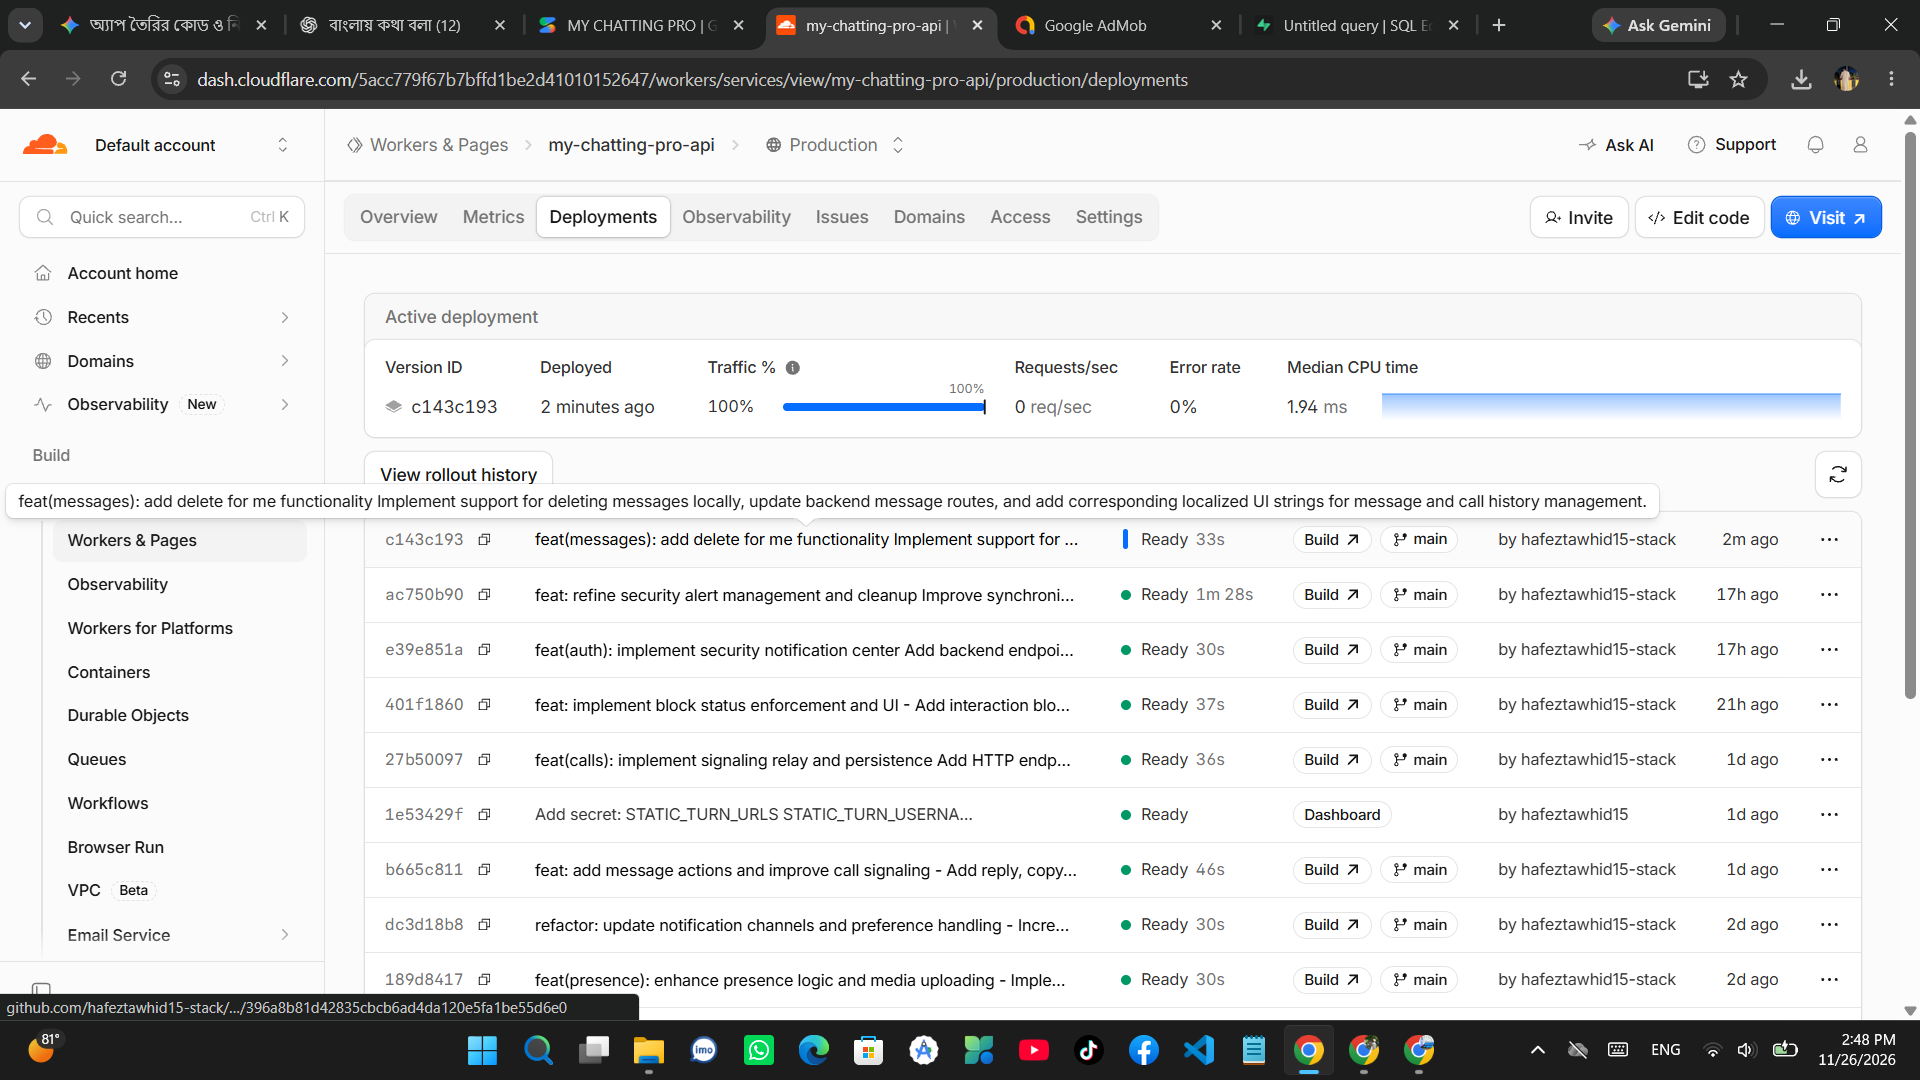 অ্যাপ তৈরির কোড ও নি
বাংলায় কথা বলা (12)
MY CHATTING PRO | G
my-chatting-pro-api |
Google AdMob
Untitled query | SQL E
Ask Gemini
dash.cloudflare.com/5acc779f67b7bffd1be2d41010152647/workers/services/view/my-chatting-pro-api/production/deployments
Default account
Workers & Pages
my-chatting-pro-api
Production
Ask AI
Support
Quick search...
Ctrl K
Overview
Metrics
Deployments
Observability
Issues
Domains
Access
Settings
Invite
Edit code
Visit
Account home
Recents
Domains
Observability New
Build
Active deployment
Version ID Deployed Traffic % Requests/sec Error rate Median CPU time
100%
c143c193 2 minutes ago 100% 0 req/sec 0% 1.94 ms
View rollout history
feat(messages): add delete for me functionality Implement support for deleting messages locally, update backend message routes, and add corresponding localized UI strings for message and call history management.
Workers & Pages
Observability
Workers for Platforms
Containers
Durable Objects
Queues
Workflows
Browser Run
VPC Beta
Email Service
c143c193 feat(messages): add delete for me functionality Implement support for ... Ready 33s Build main by hafeztawhid15-stack 2m ago
ac750b90 feat: refine security alert management and cleanup Improve synchroni... Ready 1m 28s Build main by hafeztawhid15-stack 17h ago
e39e851a feat(auth): implement security notification center Add backend endpoi... Ready 30s Build main by hafeztawhid15-stack 17h ago
401f1860 feat: implement block status enforcement and UI - Add interaction blo... Ready 37s Build main by hafeztawhid15-stack 21h ago
27b50097 feat(calls): implement signaling relay and persistence Add HTTP endp... Ready 36s Build main by hafeztawhid15-stack 1d ago
1e53429f Add secret: STATIC_TURN_URLS STATIC_TURN_USERNA... Ready Dashboard by hafeztawhid15 1d ago
b665c811 feat: add message actions and improve call signaling - Add reply, copy... Ready 46s Build main by hafeztawhid15-stack 1d ago
dc3d18b8 refactor: update notification channels and preference handling - Incre... Ready 30s Build main by hafeztawhid15-stack 2d ago
189d8417 feat(presence): enhance presence logic and media uploading - Imple... Ready 30s Build main by hafeztawhid15-stack 2d ago
github.com/hafeztawhid15-stack/.../396a8b81d42835cbcb6ad4da120e5fa1be55d6e0
81°
imo
ENG
2:48 PM
11/26/2026